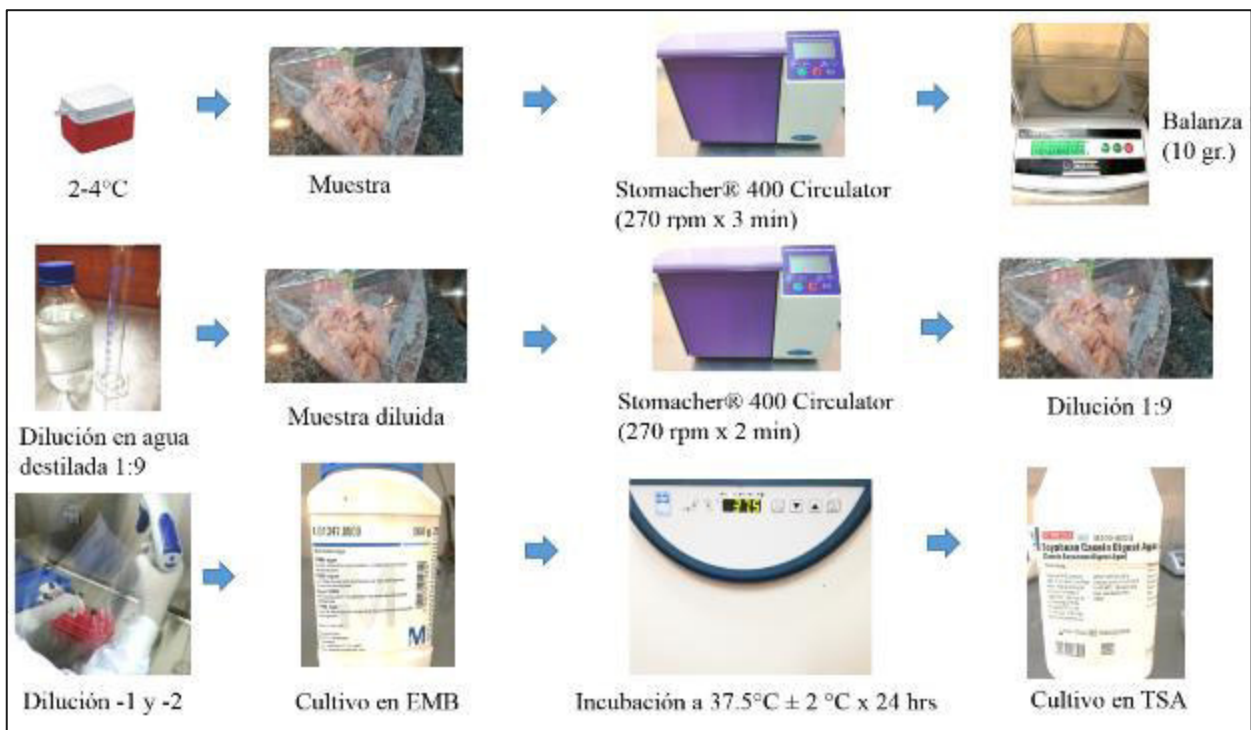 2-4°C
Muestra
Stomacher® 400 Circulator
(270 rpm x 3 min)
Balanza
(10 gr.)
Dilución en agua
destilada 1:9
Muestra diluida
Stomacher® 400 Circulator
(270 rpm x 2 min)
Dilución 1:9
M
37.5
Dilución -1 y -2
Cultivo en EMB
Incubación a 37.5°C ± 2 °C x 24 hrs
Cultivo en TSA